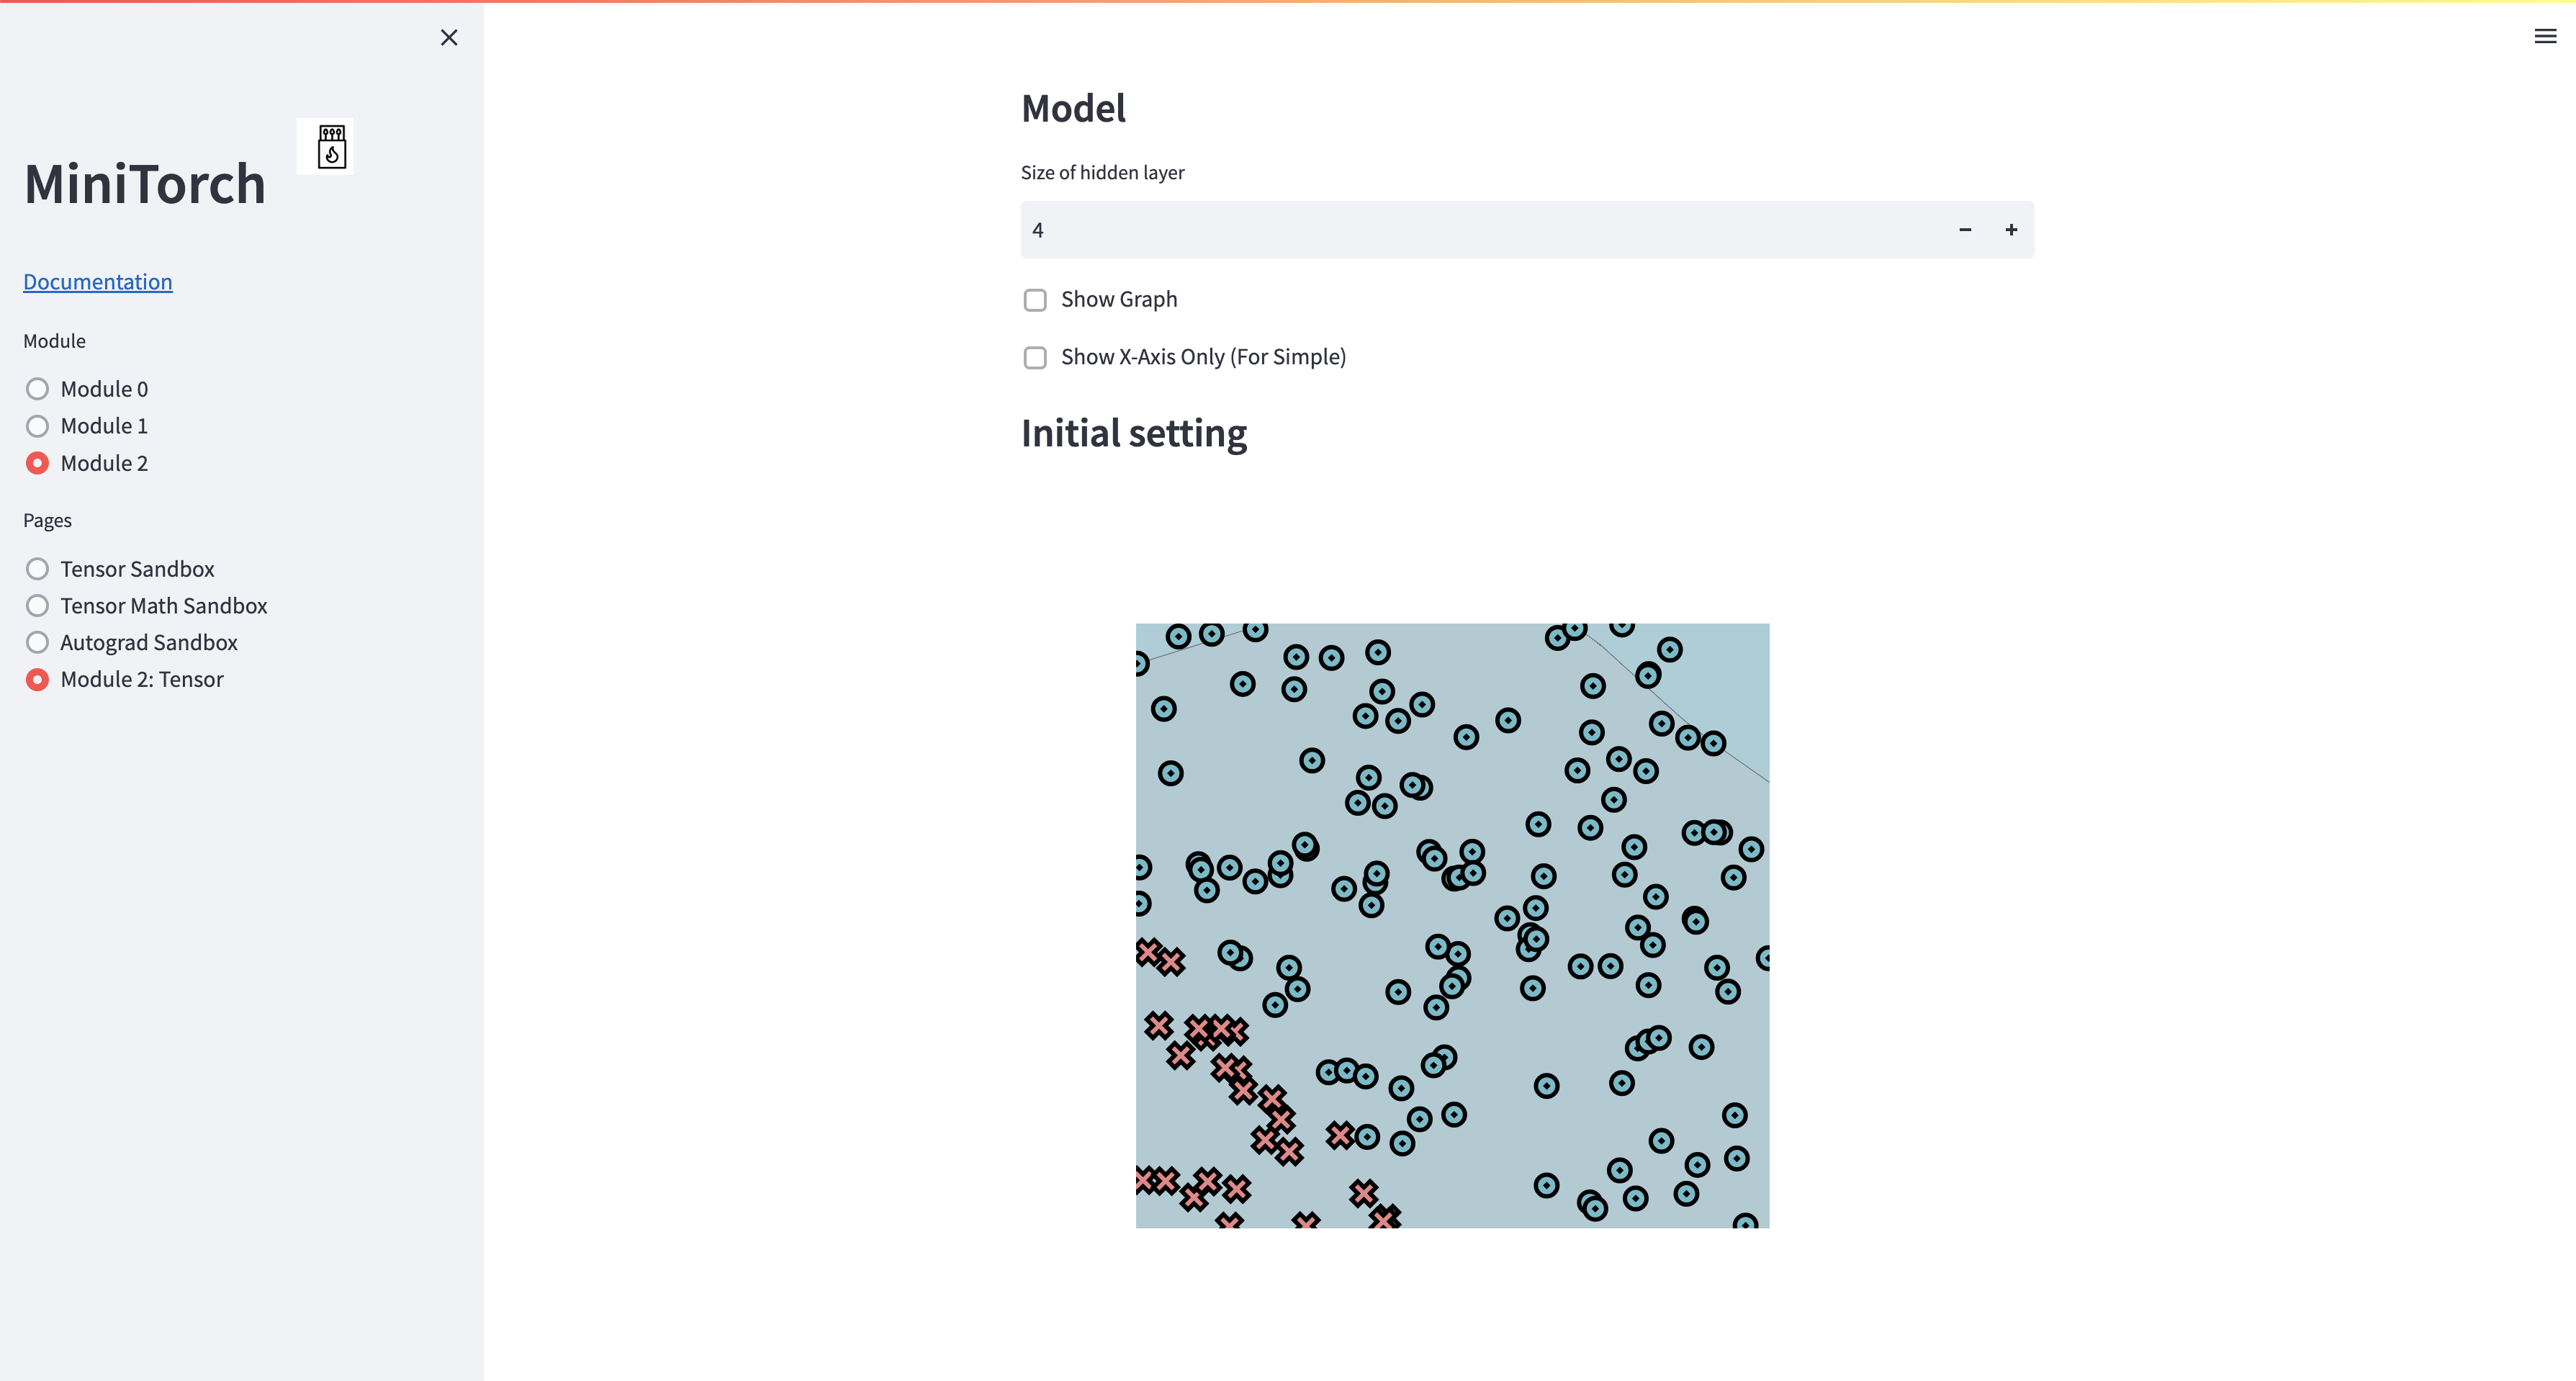 MiniTorch
Documentation
Module
Module 0
Module 1
Module 2
Pages
Tensor Sandbox
Tensor Math Sandbox
Autograd Sandbox
Module 2: Tensor
Model
Size of hidden layer
4
Show Graph
Show X-Axis Only (For Simple)
Initial setting